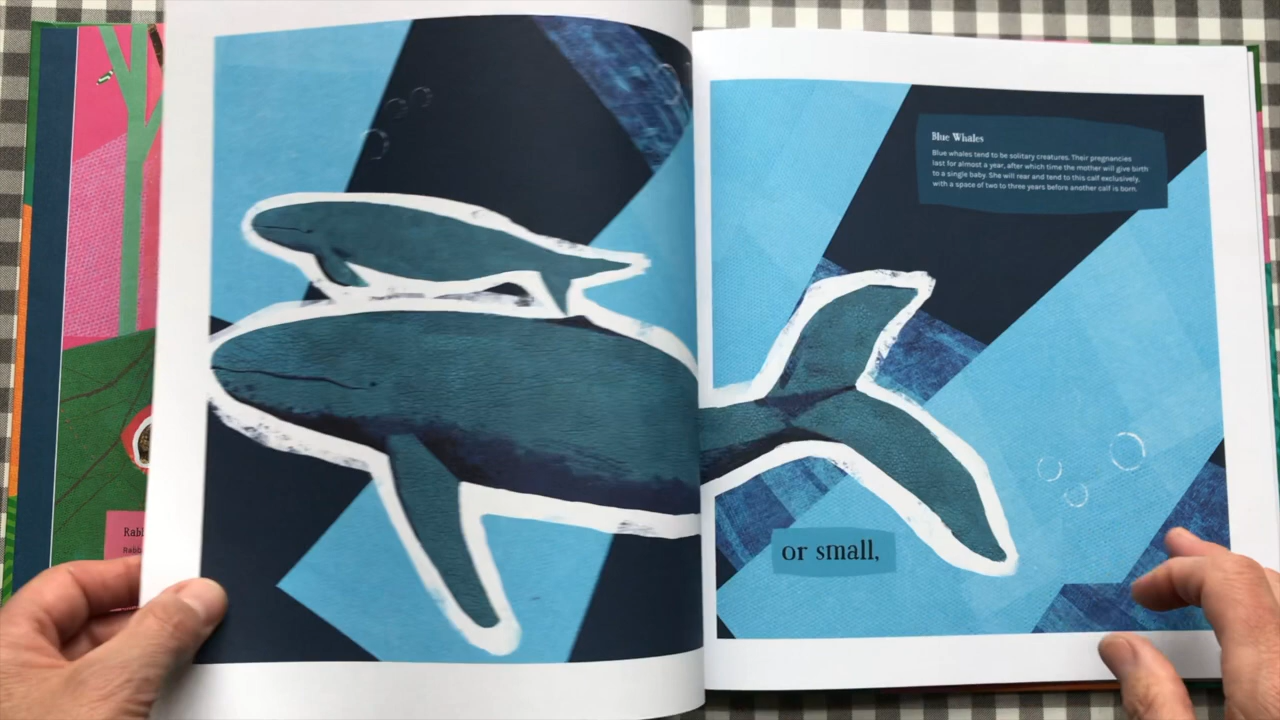 Rabb
Rabb
Blue Whales
Blue whales tend to be solitary creatures. Their pregnancies
last for almost a year, after which time the mother will give birth
to a single baby. She will rear and tend to this calf exclusively,
with a space of two to three years before another calf is born.
or small,